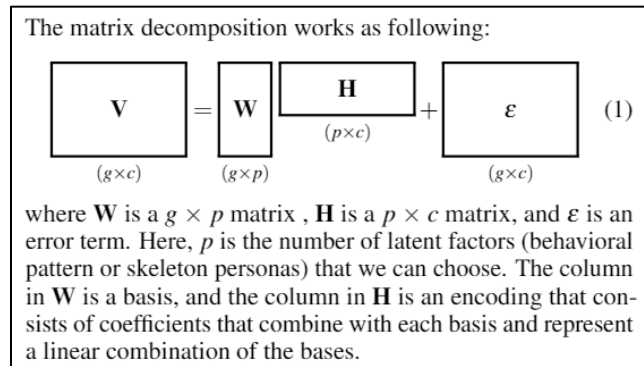 The matrix decomposition works as following:
V = W H + ε (1)
(g×c) (g×p) (p×c) (g×c)
where W is a g × p matrix , H is a p × c matrix, and ε is an
error term. Here, p is the number of latent factors (behavioral
pattern or skeleton personas) that we can choose. The column
in W is a basis, and the column in H is an encoding that con-
sists of coefficients that combine with each basis and represent
a linear combination of the bases.